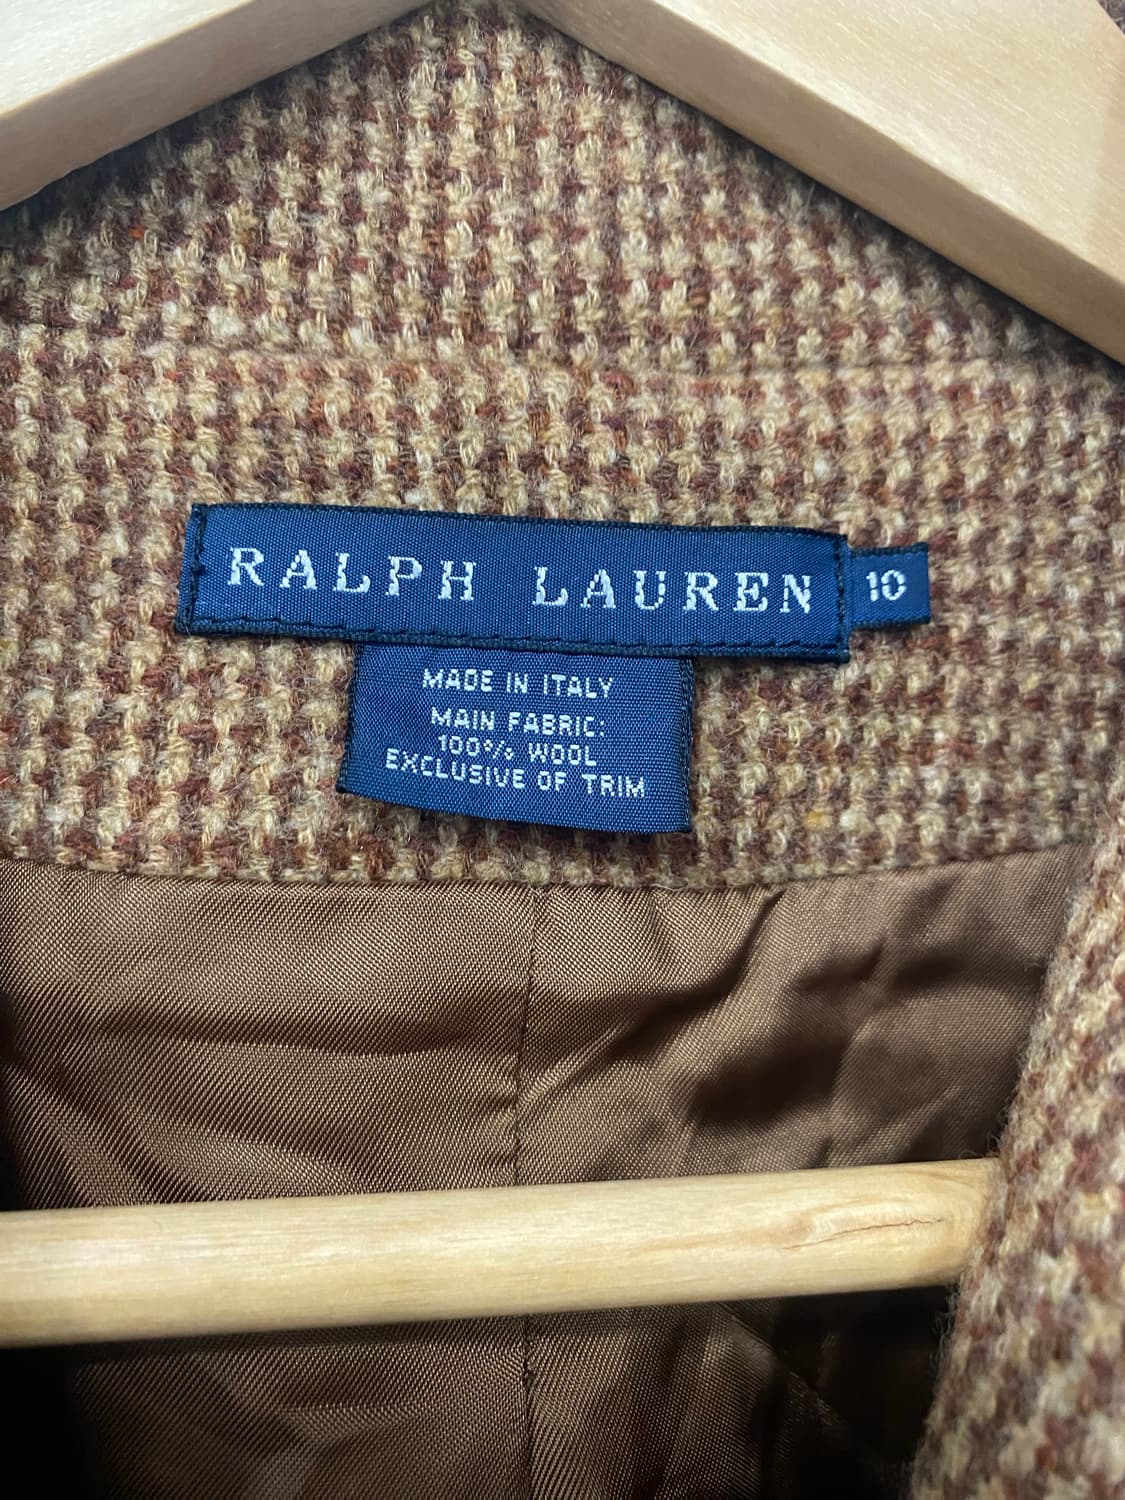 RALPH LAUREN 10
MADE IN ITALY
MAIN FABRIC:
100% WOOL
EXCLUSIVE OF TRIM